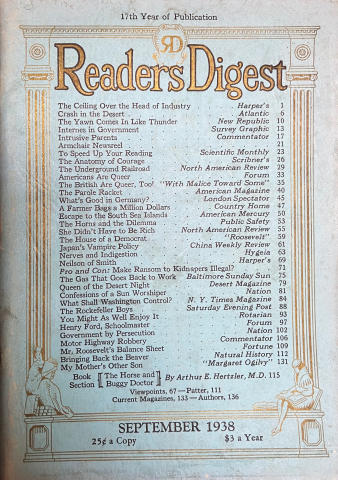 17th Year of Publication
RD
Readers Digest
The Ceiling Over the Head of Industry . Harper's 1
Crash in the Desert . Atlantic 6
The Yawn Comes In Like Thunder . New Republic 10
Internes in Government . Survey Graphic 13
Intrusive Parents . Commentator 17
Armchair Newsreel . 21
To Speed Up Your Reading . Scientific Monthly 23
The Anatomy of Courage . Scribner's 26
The Underground Railroad . North American Review 29
Americans Are Queer . Forum 33
The British Are Queer, Too! "With Malice Toward Some" 35
The Parole Racket . American Magazine 40
What's Good in Germany? . London Spectator 45
A Farmer Bags a Million Dollars . Country Home 47
Escape to the South Sea Islands . American Mercury 50
The Horns and the Dilemma . Public Safety 53
She Didn't Have to Be Rich . North American Review 55
The House of a Democrat . "Roosevelt" 59
Japan's Vampire Policy . China Weekly Review 61
Nerves and Indigestion . Hygeia 63
Neilson of Smith . Harper's 69
Pro and Con: Make Ransom to Kidnapers Illegal? . 71
The Gas That Goes Back to Work . Baltimore Sunday Sun 75
Queen of the Desert Night . Desert Magazine 79
Confessions of a Sun Worshiper . Nation 81
What Shall Washington Control? . N. Y. Times Magazine 84
The Rockefeller Boys . Saturday Evening Post 88
You Might As Well Enjoy It . Rotarian 93
Henry Ford, Schoolmaster . Forum 97
Government by Persecution . Nation 102
Motor Highway Robbery . Commentator 106
Mr. Roosevelt's Balance Sheet . Fortune 109
Bringing Back the Beaver . Natural History 112
My Mother's Other Son . "Margaret Ogilvy" 131
Book Section [The Horse and Buggy Doctor] By Arthur E. Hertzler, M.D. 115
Viewpoints, 67—Patter, 111
Current Magazines, 133—Authors, 136
SEPTEMBER 1938
25¢ a Copy $3 a Year